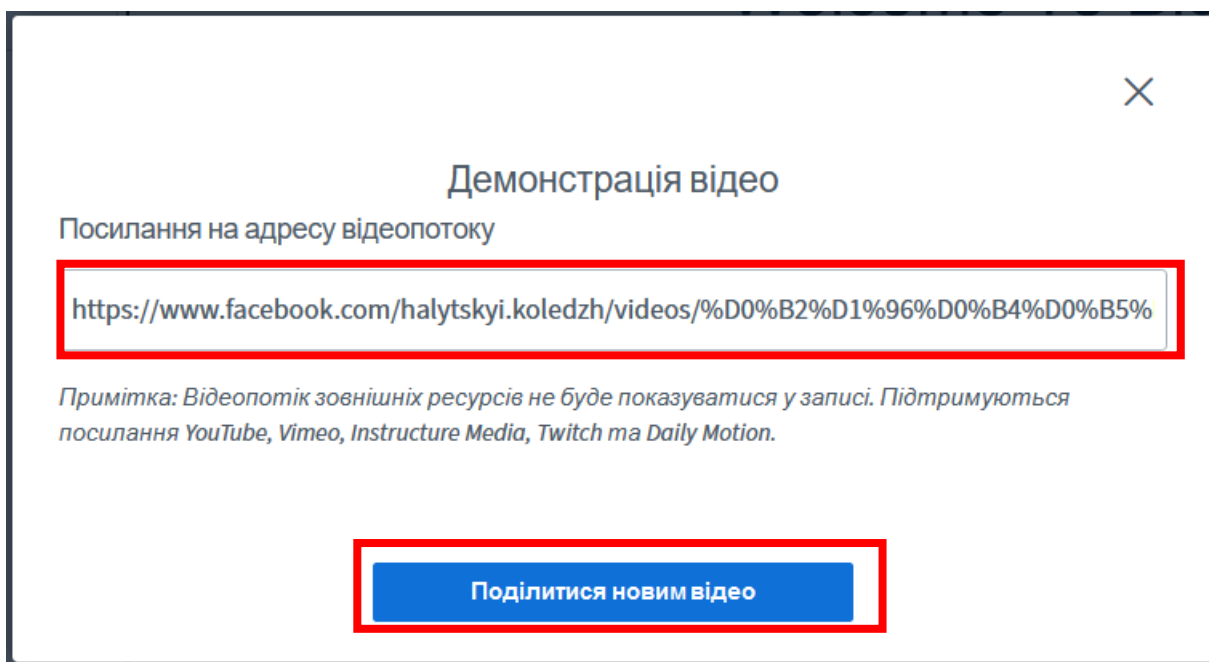 Демонстрація відео
Посилання на адресу відеопотоку
https://www.facebook.com/halytskyi.koledzh/videos/%D0%B2%D1%96%D0%B4%D0%B5%
Примітка: Відеопотік зовнішніх ресурсів не буде показуватися у записі. Підтримуються
посилання YouTube, Vimeo, Instructure Media, Twitch та Daily Motion.
Поділитися новим відео